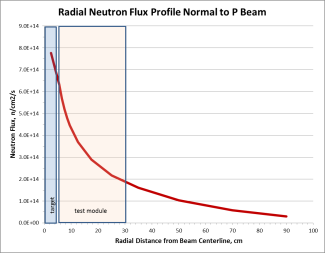 Radial Neutron Flux Profile Normal to P Beam
Neutron Flux, n/cm2/s
9.0E+14
8.0E+14
7.0E+14
6.0E+14
5.0E+14
4.0E+14
3.0E+14
2.0E+14
1.0E+14
0.0E+00
target
test module
0 10 20 30 40 50 60 70 80 90 100
Radial Distance from Beam Centerline, cm